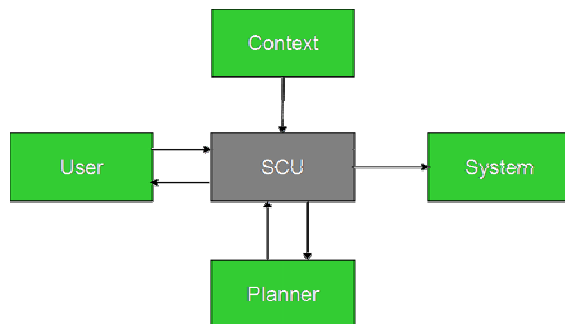 Context
User
SCU
System
Planner